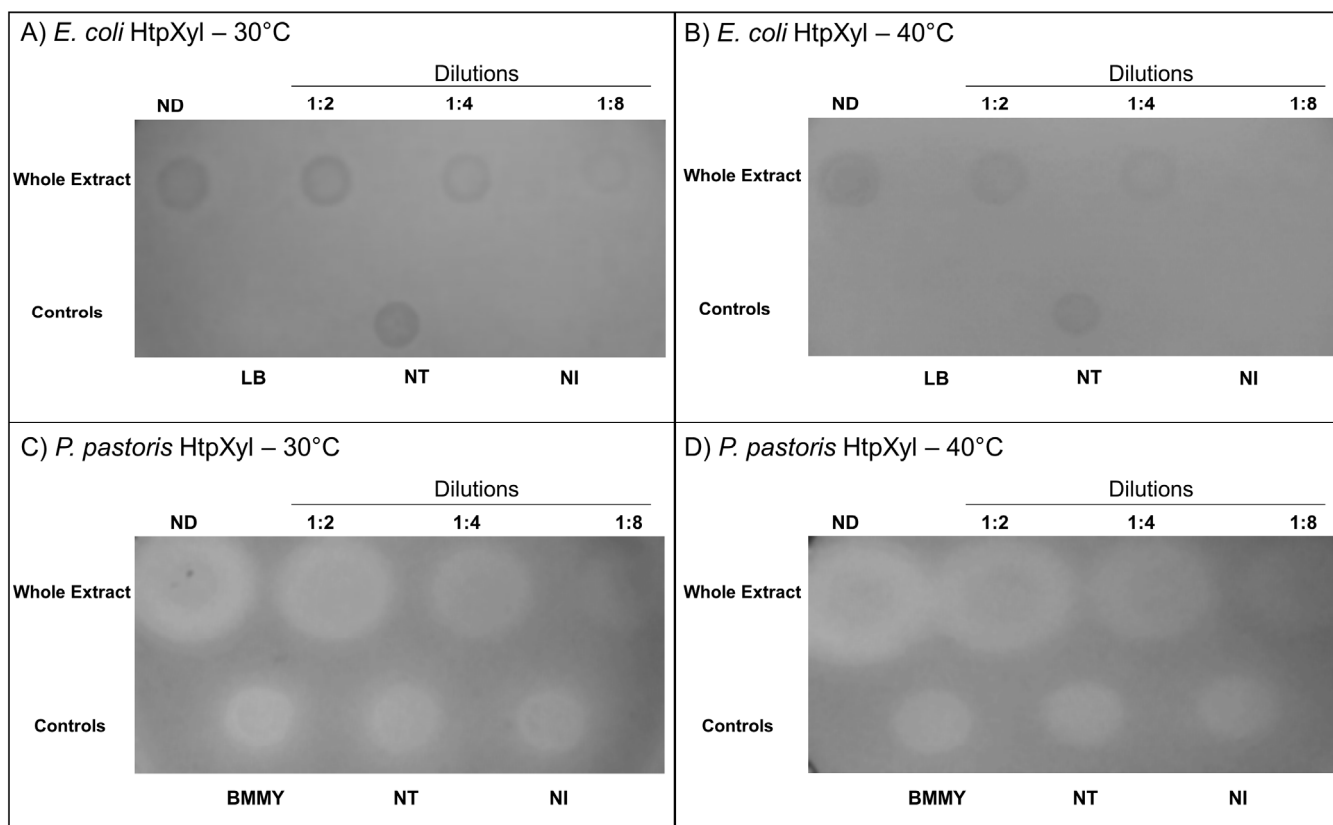 A) E. coli HtpXyl – 30°C
Dilutions
ND 1:2 1:4 1:8
Whole Extract
Controls
LB NT NI
B) E. coli HtpXyl – 40°C
Dilutions
ND 1:2 1:4 1:8
Whole Extract
Controls
LB NT NI
C) P. pastoris HtpXyl – 30°C
Dilutions
ND 1:2 1:4 1:8
Whole Extract
Controls
BMMY NT NI
D) P. pastoris HtpXyl – 40°C
Dilutions
ND 1:2 1:4 1:8
Whole Extract
Controls
BMMY NT NI